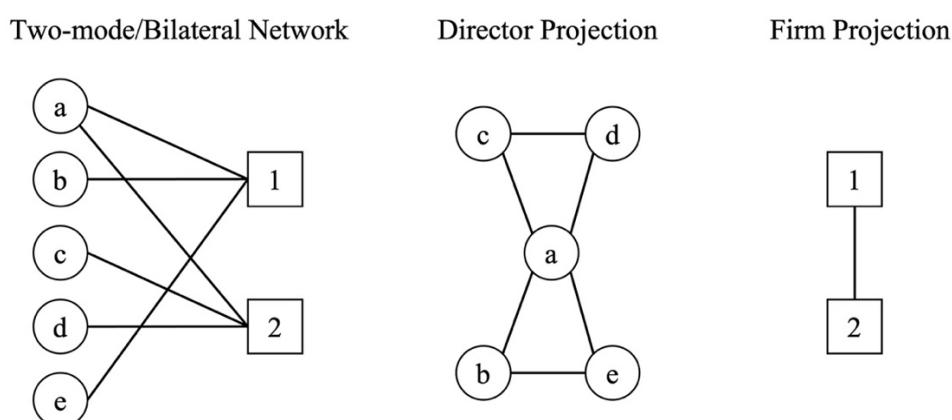 Two-mode/Bilateral Network
Director Projection
Firm Projection
a
b
c
d
e
1
2
c
d
a
b
e
1
2